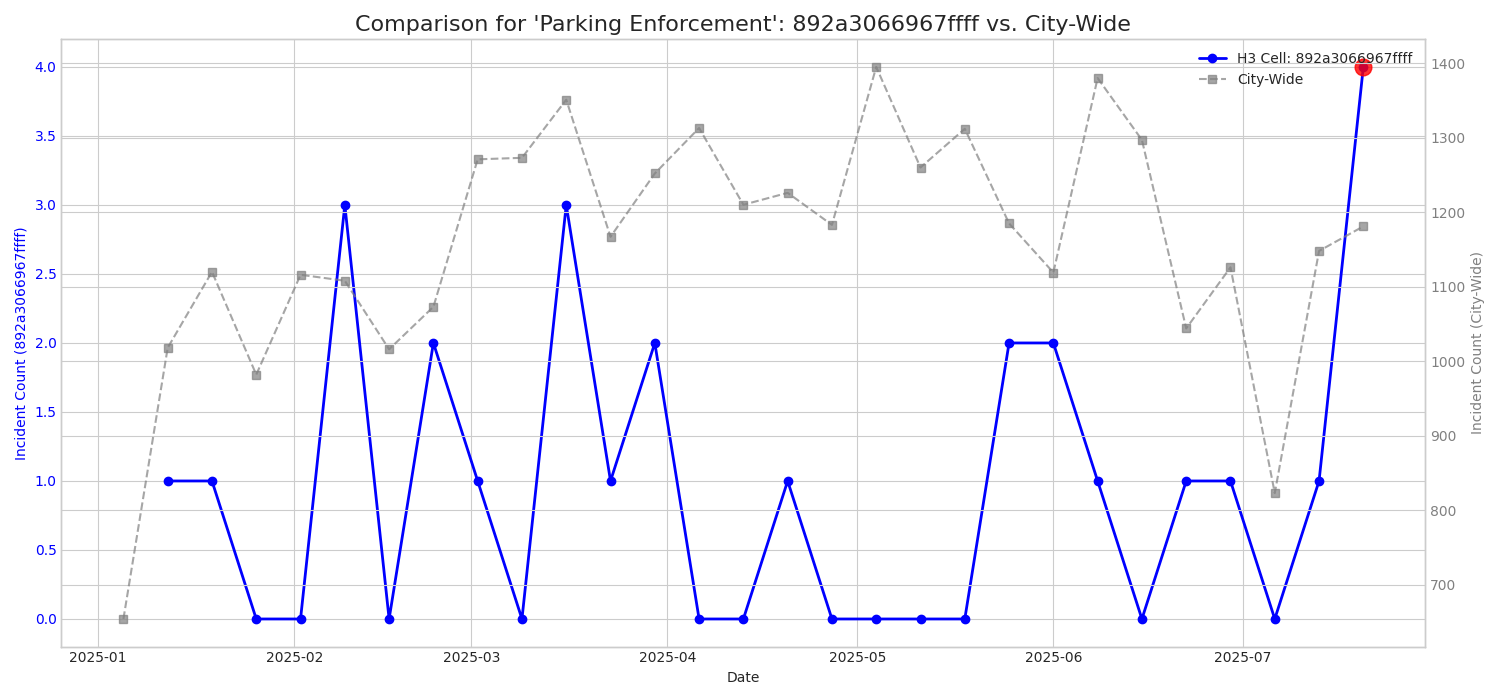 Comparison for 'Parking Enforcement': 892a3066967ffff vs. City-Wide
H3 Cell: 892a3066967ffff
City-Wide
Incident Count (892a3066967ffff)
4.0
3.5
3.0
2.5
2.0
1.5
1.0
0.5
0.0
1400
1300
1200
1100
1000
900
800
700
Incident Count (City-Wide)
2025-01 2025-02 2025-03 2025-04 2025-05 2025-06 2025-07
Date